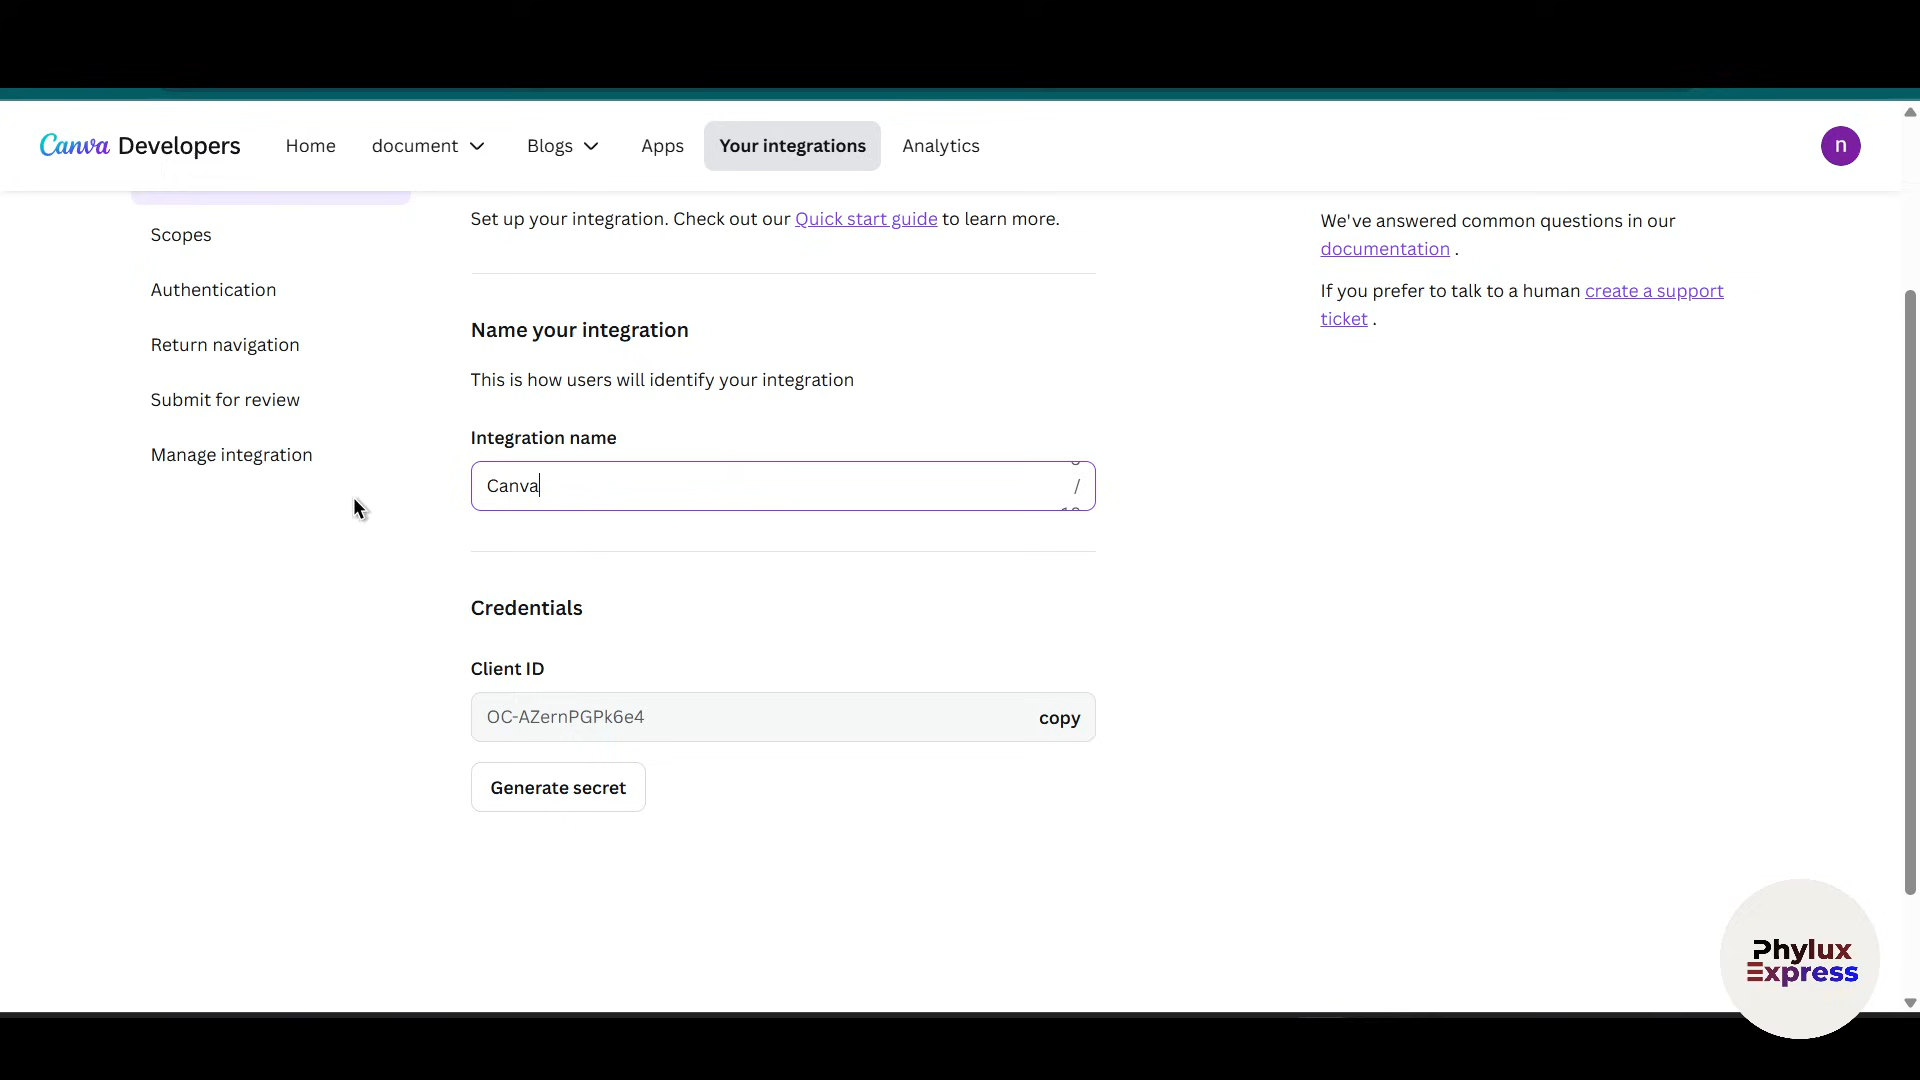 Canva Developers Home document Blogs Apps Your integrations Analytics n
Set up your integration. Check out our Quick start guide to learn more.
We've answered common questions in our
documentation .
If you prefer to talk to a human create a support
ticket .
Scopes
Authentication
Return navigation
Submit for review
Manage integration
Name your integration
This is how users will identify your integration
Integration name
Canva /
Credentials
Client ID
OC-AZernPGPk6e4 copy
Generate secret
Phylux
Express